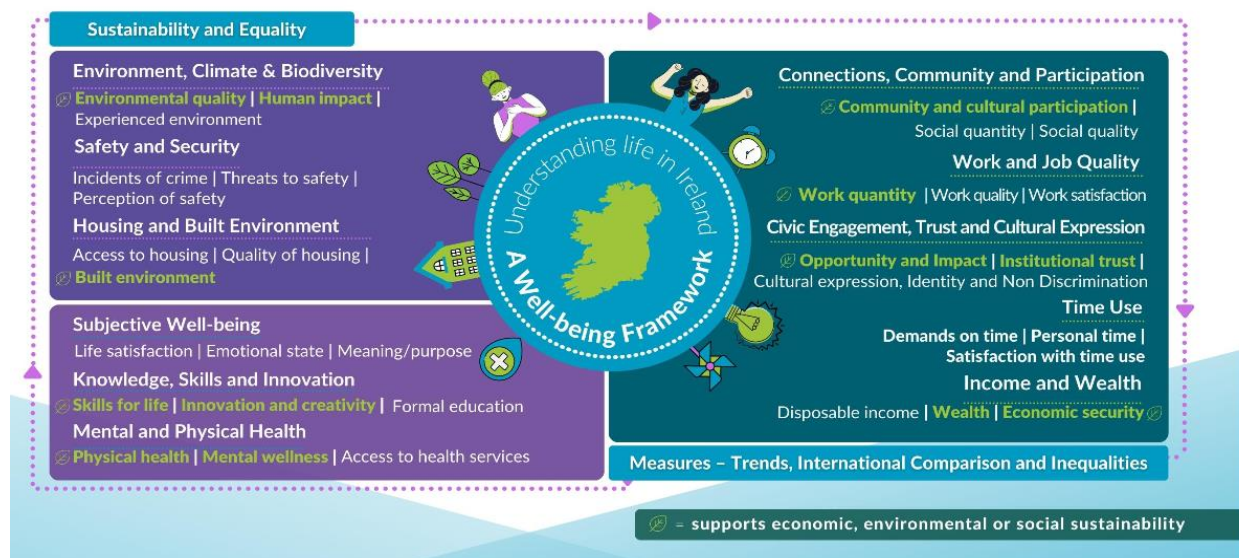 Sustainability and Equality
Environment, Climate & Biodiversity
Environmental quality | Human impact |
Experienced environment
Safety and Security
Incidents of crime | Threats to safety |
Perception of safety
Housing and Built Environment
Access to housing | Quality of housing |
Built environment
Subjective Well-being
Life satisfaction | Emotional state | Meaning/purpose
Knowledge, Skills and Innovation
Skills for life | Innovation and creativity | Formal education
Mental and Physical Health
Physical health | Mental wellness | Access to health services
Understanding life in Ireland
A Well-being Framework
Connections, Community and Participation
Community and cultural participation |
Social quantity | Social quality
Work and Job Quality
Work quantity | Work quality | Work satisfaction
Civic Engagement, Trust and Cultural Expression
Opportunity and Impact | Institutional trust |
Cultural expression, Identity and Non Discrimination
Time Use
Demands on time | Personal time |
Satisfaction with time use
Income and Wealth
Disposable income | Wealth | Economic security
Measures – Trends, International Comparison and Inequalities
= supports economic, environmental or social sustainability